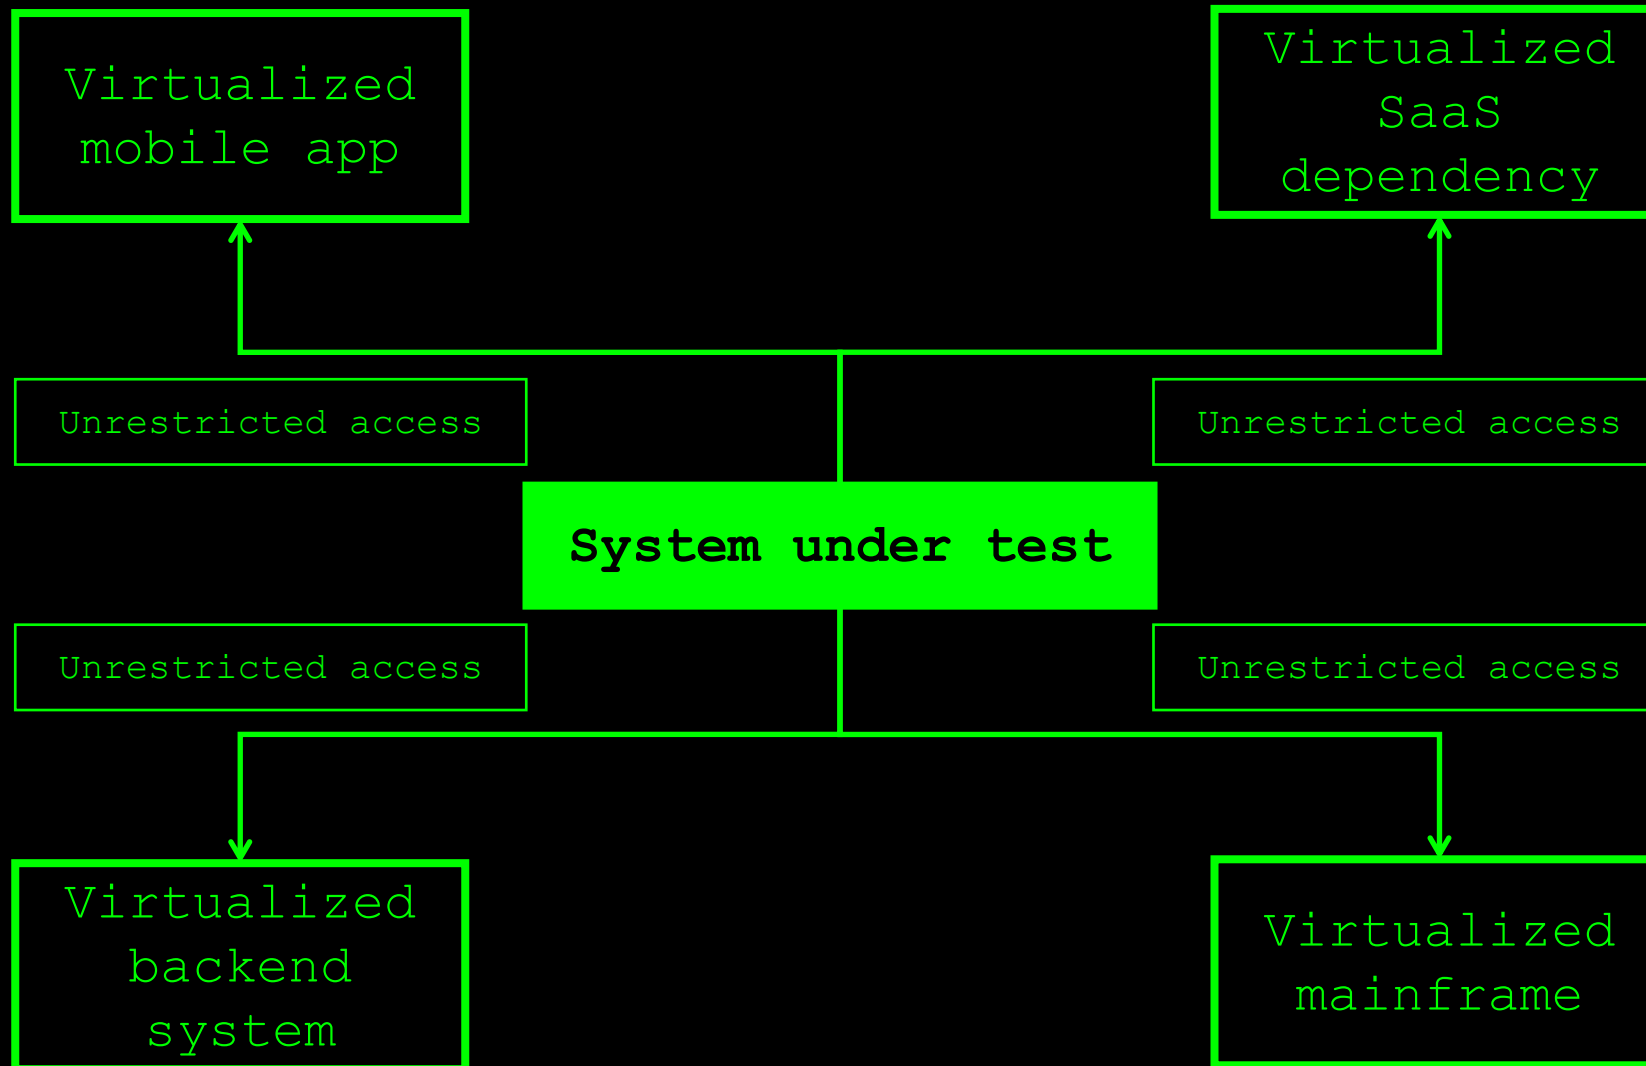 Virtualized
mobile app
Virtualized
SaaS
dependency
Unrestricted access
Unrestricted access
System under test
Unrestricted access
Unrestricted access
Virtualized
backend
system
Virtualized
mainframe